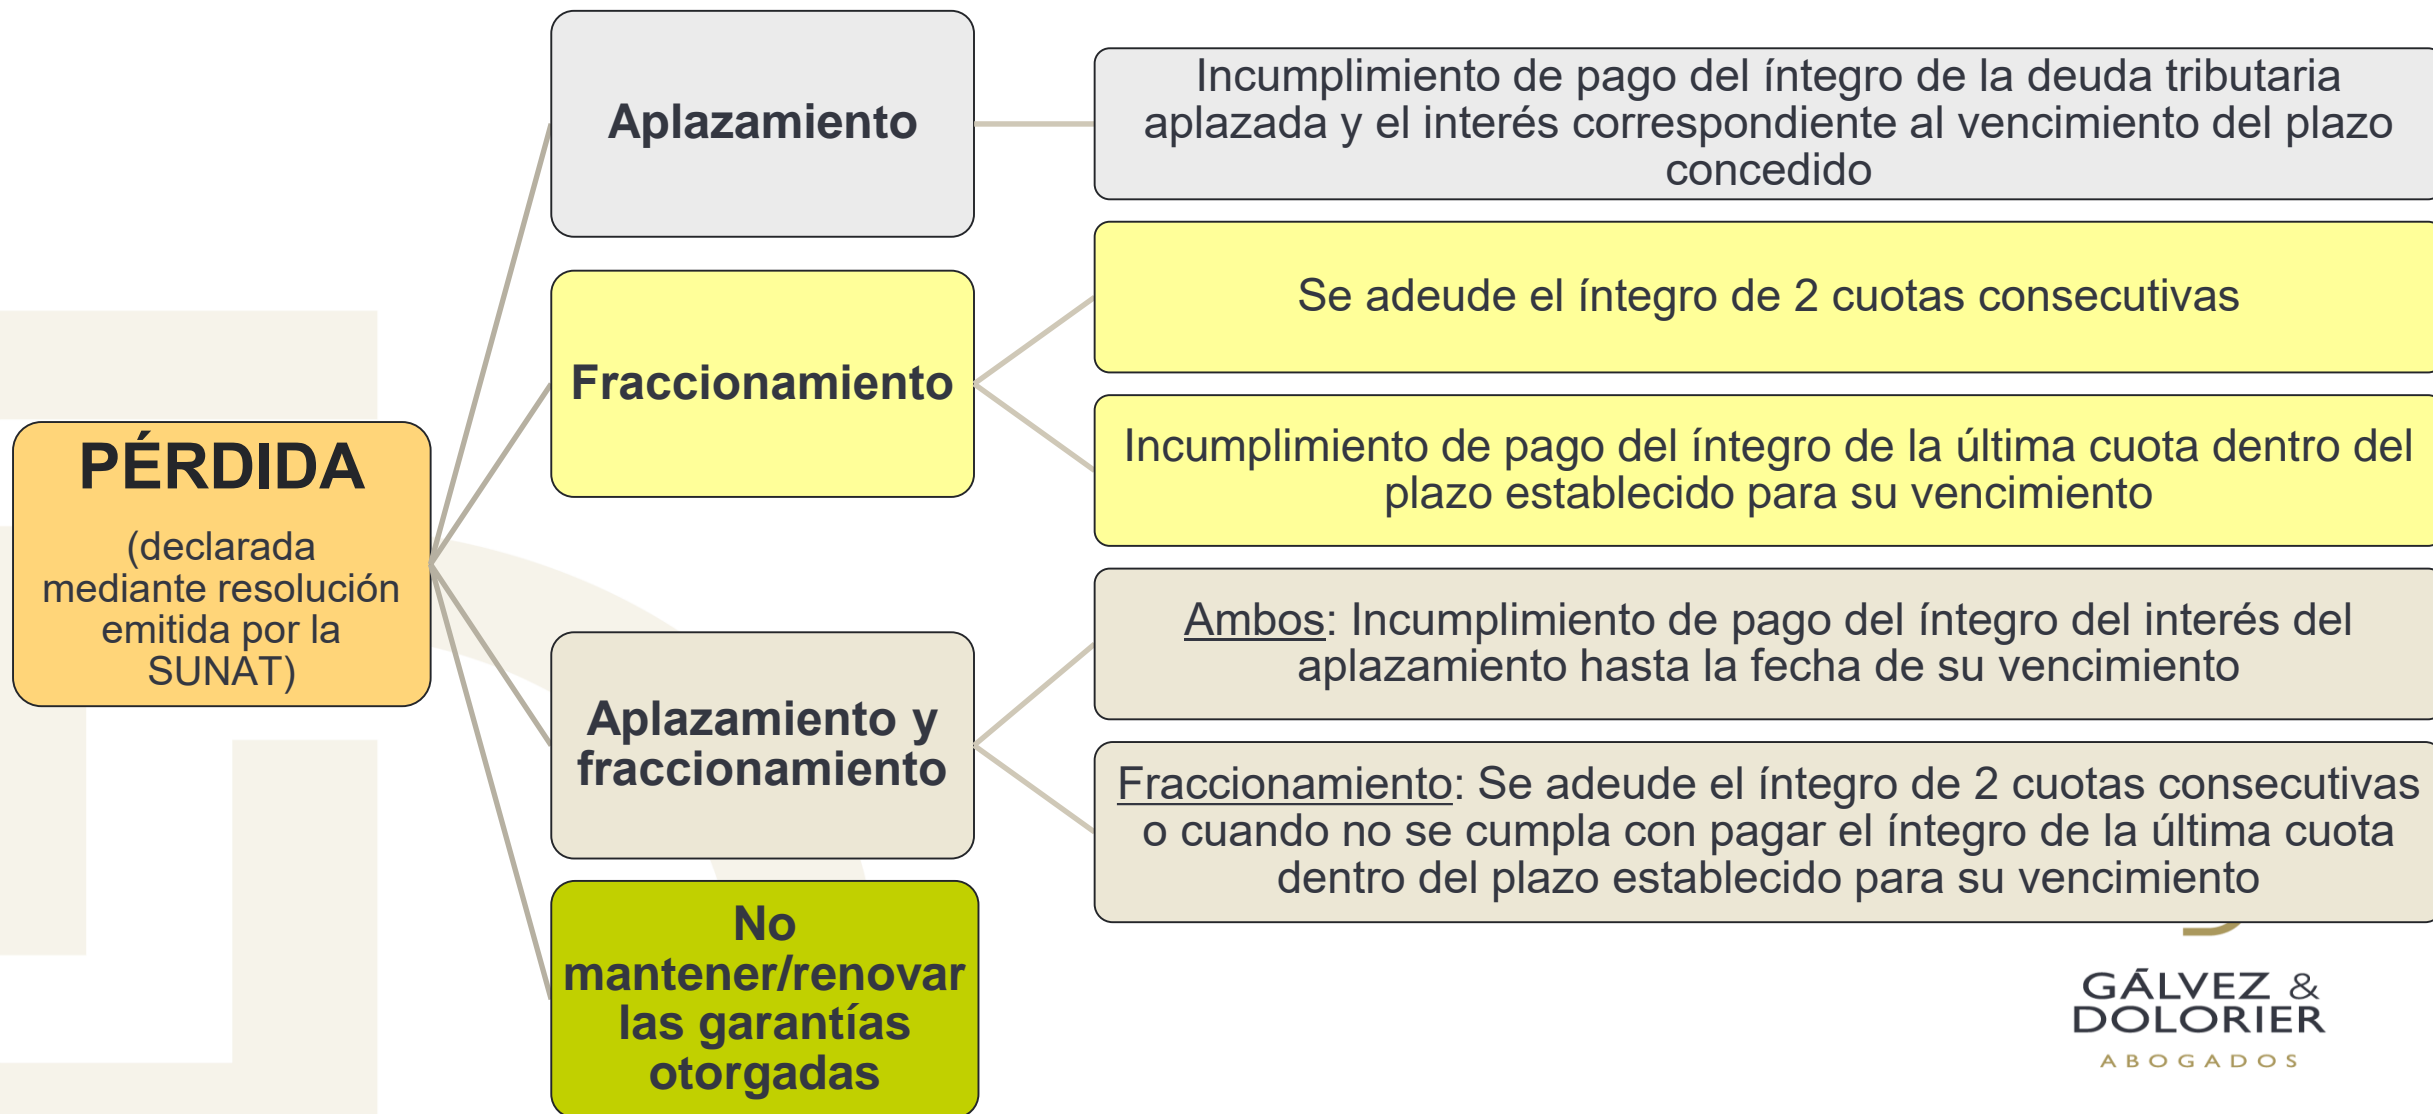 PÉRDIDA
(declarada
mediante resolución
emitida por la
SUNAT)
Aplazamiento
Incumplimiento de pago del íntegro de la deuda tributaria
aplazada y el interés correspondiente al vencimiento del plazo
concedido
Fraccionamiento
Se adeude el íntegro de 2 cuotas consecutivas
Incumplimiento de pago del íntegro de la última cuota dentro del
plazo establecido para su vencimiento
Aplazamiento y
fraccionamiento
Ambos: Incumplimiento de pago del íntegro del interés del
aplazamiento hasta la fecha de su vencimiento
Fraccionamiento: Se adeude el íntegro de 2 cuotas consecutivas
o cuando no se cumpla con pagar el íntegro de la última cuota
dentro del plazo establecido para su vencimiento
No
mantener/renovar
las garantías
otorgadas
GÁLVEZ &
DOLORIER
ABOGADOS